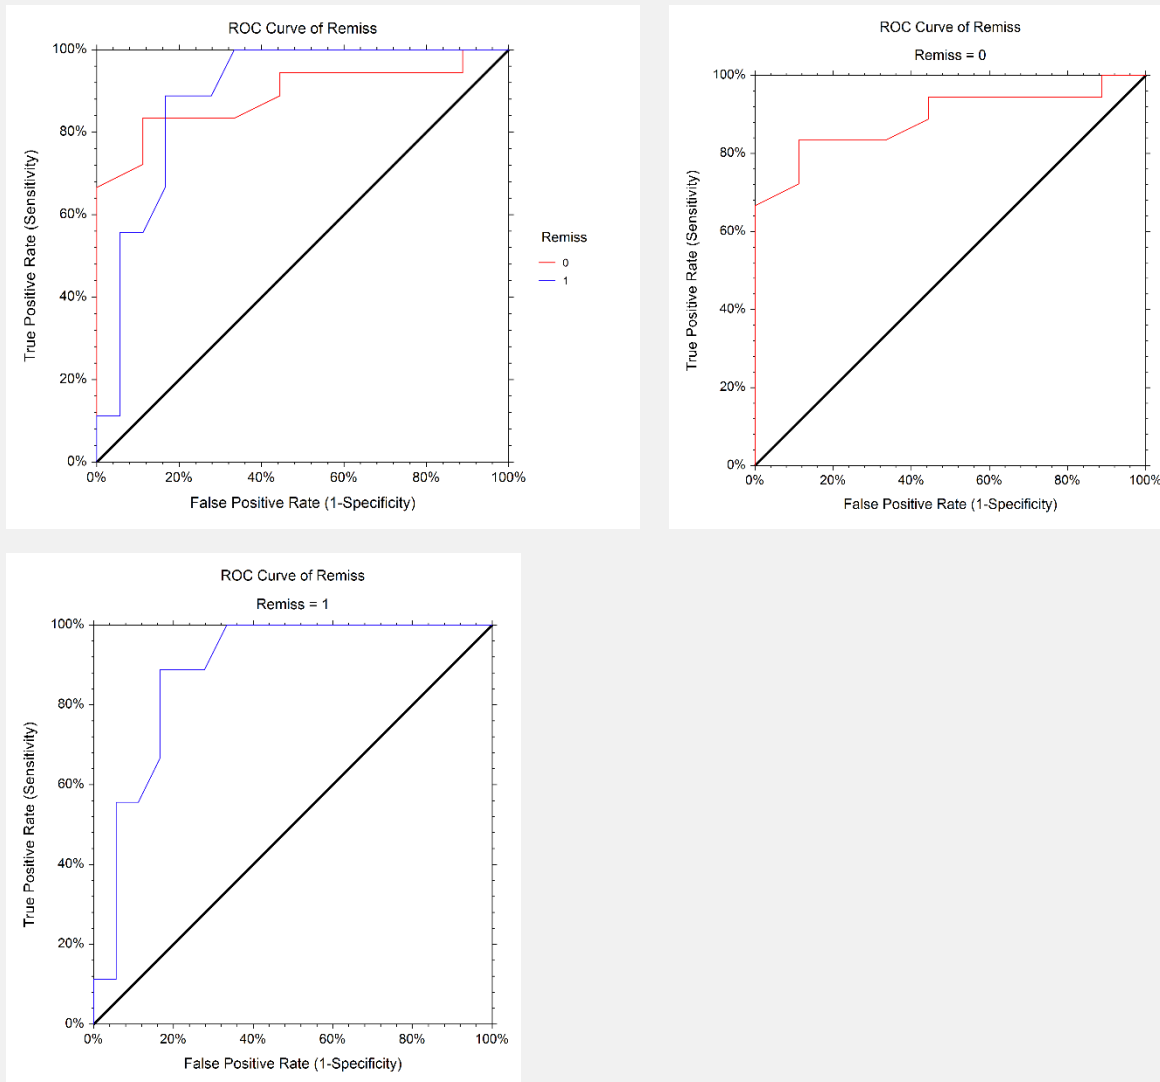 ROC Curve of Remiss
100%
80%
60%
40%
20%
0%
True Positive Rate (Sensitivity)
0% 20% 40% 60% 80% 100%
False Positive Rate (1-Specificity)
Remiss
0
1
ROC Curve of Remiss
Remiss = 0
100%
80%
60%
40%
20%
0%
True Positive Rate (Sensitivity)
0% 20% 40% 60% 80% 100%
False Positive Rate (1-Specificity)
ROC Curve of Remiss
Remiss = 1
100%
80%
60%
40%
20%
0%
True Positive Rate (Sensitivity)
0% 20% 40% 60% 80% 100%
False Positive Rate (1-Specificity)